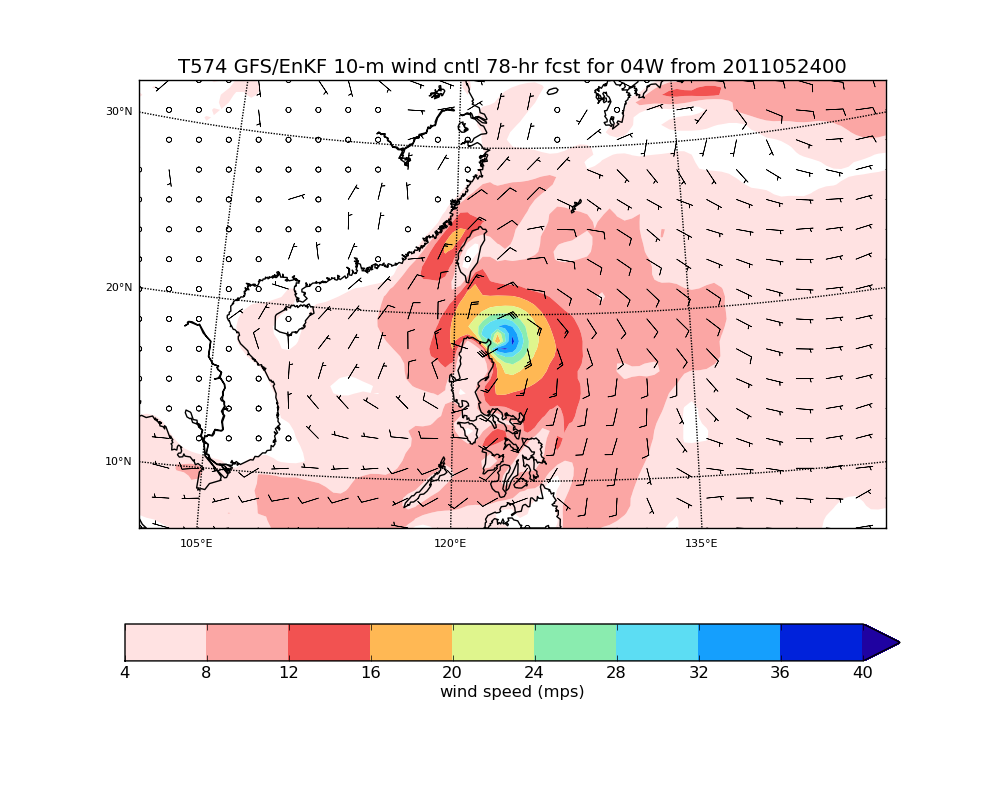 T574 GFS/EnKF 10-m wind cntl 78-hr fcst for 04W from 2011052400
30°N
20°N
10°N
105°E 120°E 135°E
4 8 12 16 20 24 28 32 36 40
wind speed (mps)